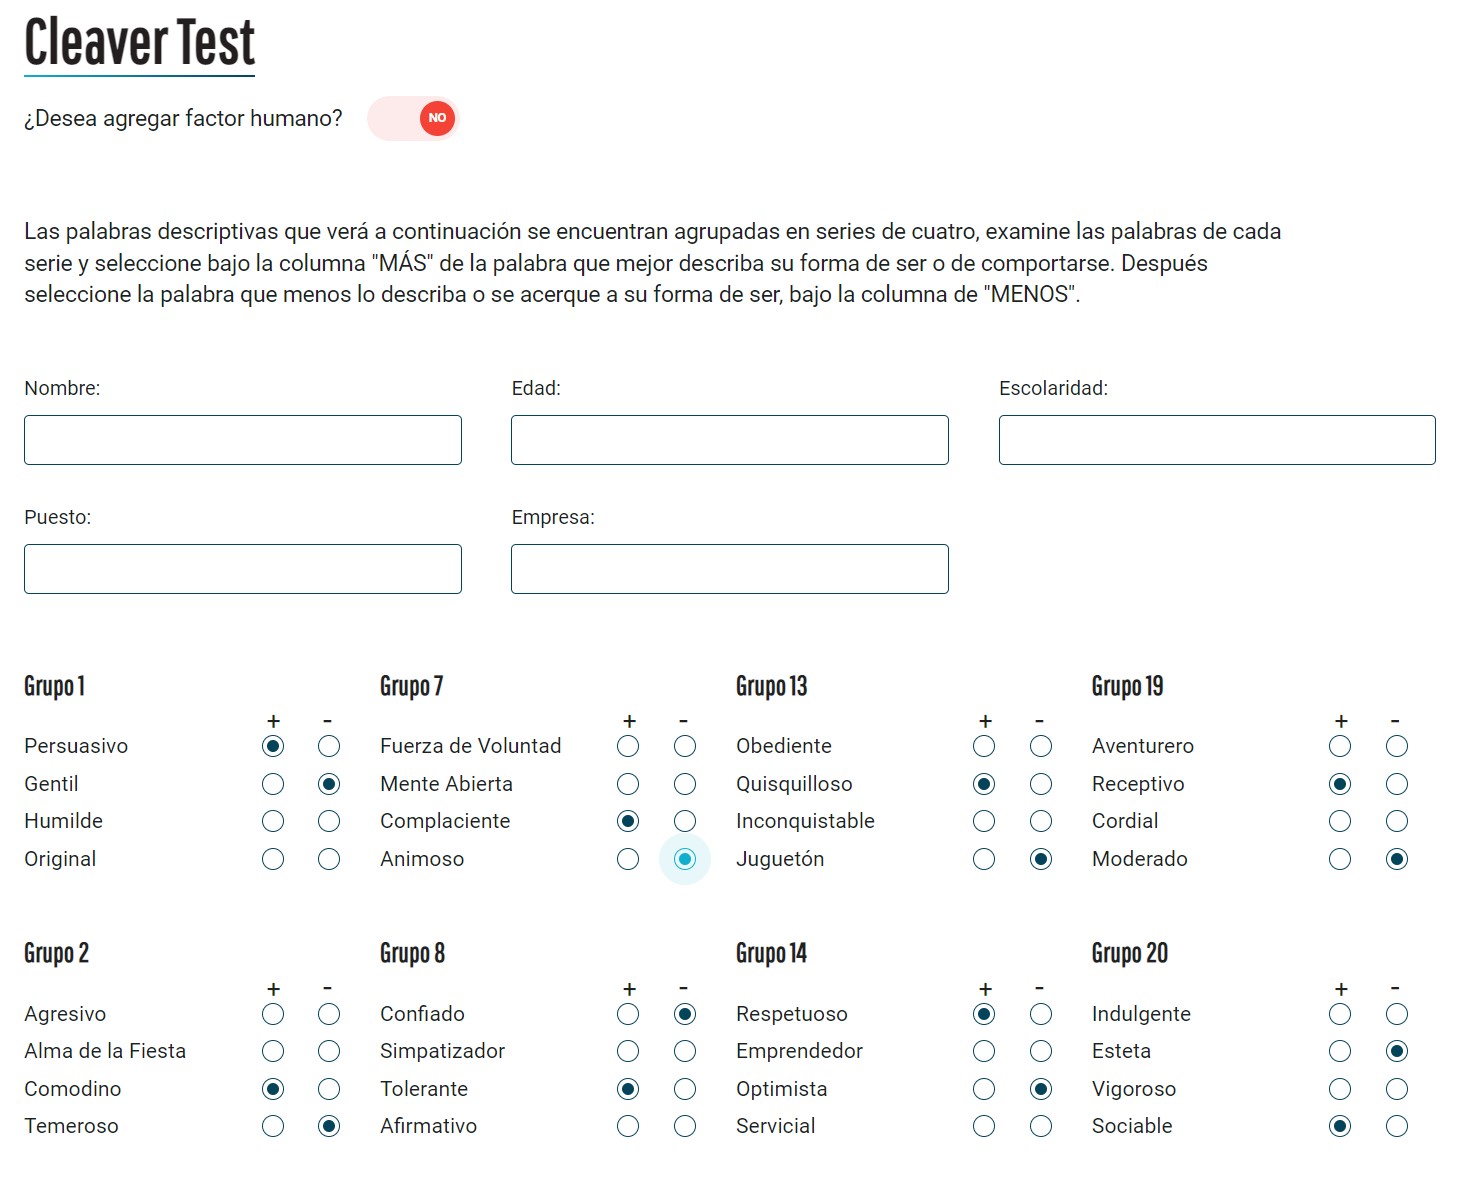 Cleaver Test
¿Desea agregar factor humano? NO
Las palabras descriptivas que verá a continuación se encuentran agrupadas en series de cuatro, examine las palabras de cada
serie y seleccione bajo la columna "MÁS" de la palabra que mejor describa su forma de ser o de comportarse. Después
seleccione la palabra que menos lo describa o se acerque a su forma de ser, bajo la columna de "MENOS".
Nombre: Edad: Escolaridad:
Puesto: Empresa:
Grupo 1 Grupo 7 Grupo 13 Grupo 19
+ - + - + - + -
Persuasivo Fuerza de Voluntad Obediente Aventurero
Gentil Mente Abierta Quisquilloso Receptivo
Humilde Complaciente Inconquistable Cordial
Original Animoso Juguetón Moderado
Grupo 2 Grupo 8 Grupo 14 Grupo 20
+ - + - + - + -
Agresivo Confiado Respetuoso Indulgente
Alma de la Fiesta Simpatizador Emprendedor Esteta
Comodino Tolerante Optimista Vigoroso
Temeroso Afirmativo Servicial Sociable